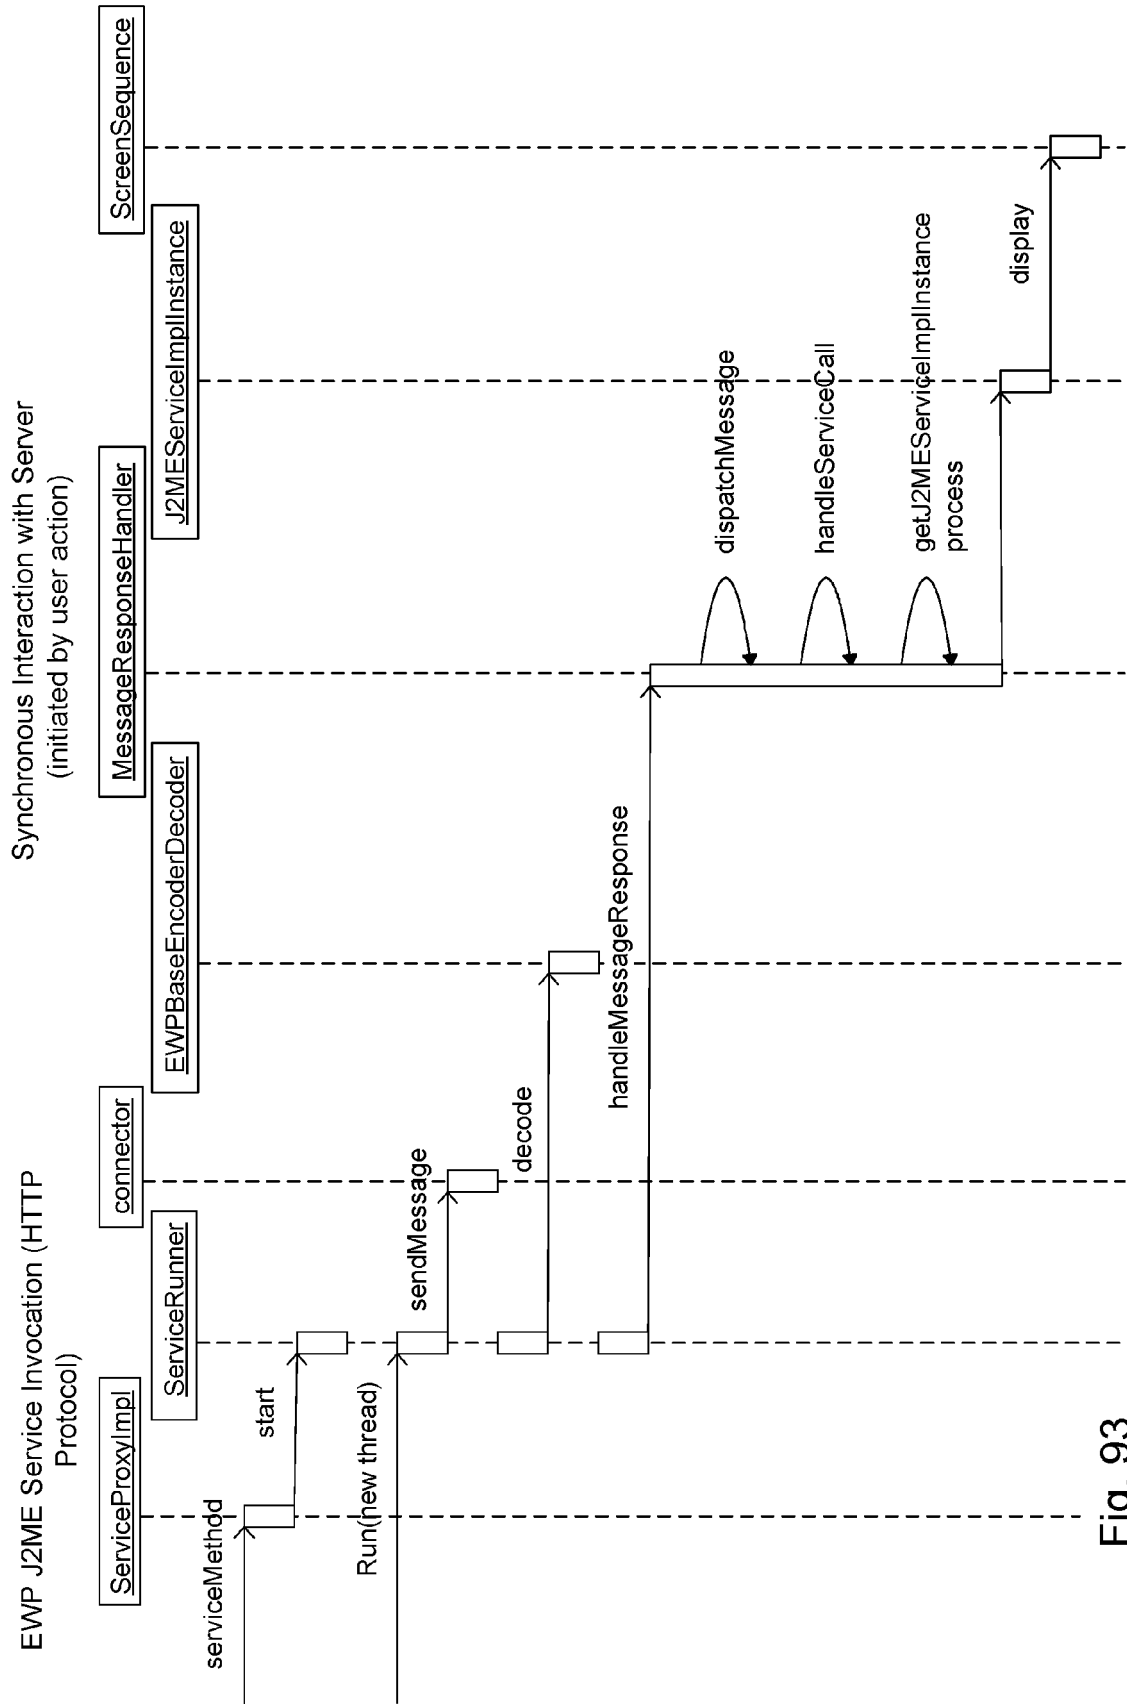 EWP J2ME Service Invocation (HTTP
Protocol)
Synchronous Interaction with Server
(initiated by user action)
ServiceProxyImpl
ServiceRunner
connector
EWPBaseEncoderDecoder
MessageResponseHandler
J2MEServiceImplInstance
ScreenSequence
serviceMethod
start
Run(new thread)
sendMessage
decode
handleMessageResponse
dispatchMessage
handleServiceCall
getJ2MEServiceImplInstance
process
display
Fig. 93